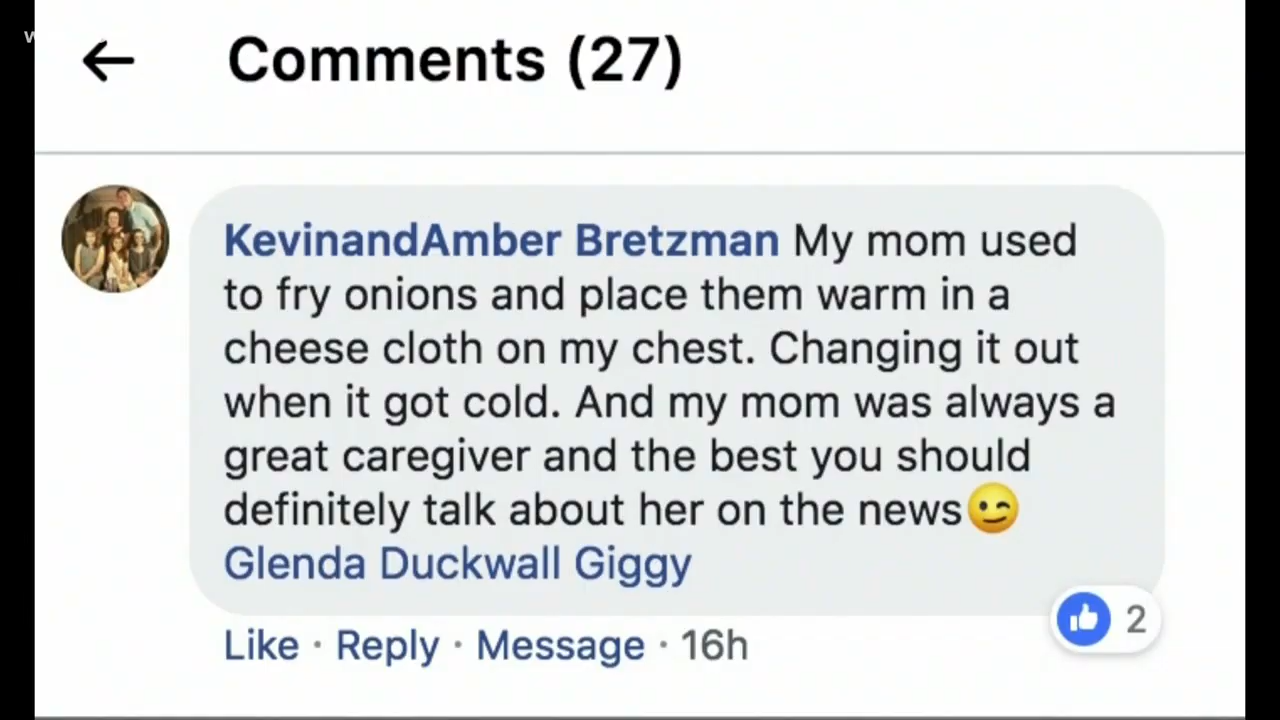 Comments (27)
KevinandAmber Bretzman My mom used
to fry onions and place them warm in a
cheese cloth on my chest. Changing it out
when it got cold. And my mom was always a
great caregiver and the best you should
definitely talk about her on the news😉
Glenda Duckwall Giggy
2
Like · Reply · Message · 16h